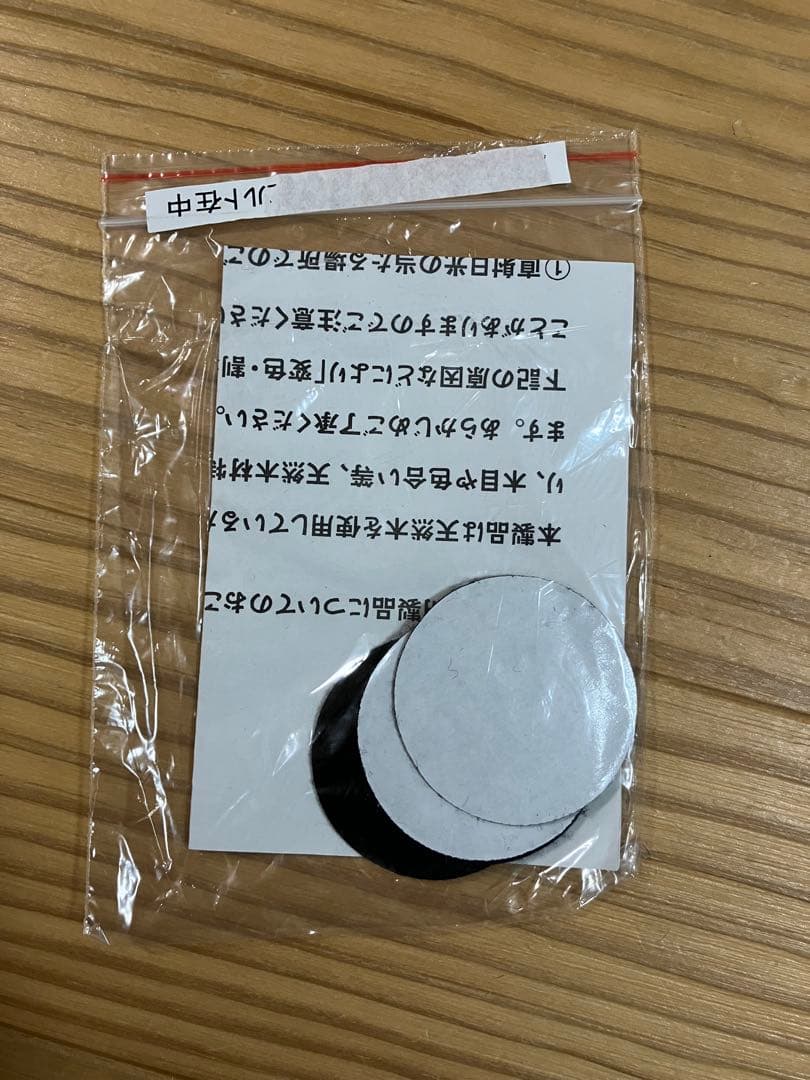 製品についてのおこ
本製品は天然木を使用している
り、木目や色合い等、天然木材特
ます。あらかじめご了承ください。
下記の原因などにより「変色・割
ことがありますのでご注意くださ
①直射日光の当たる場所でのご
ルト在中